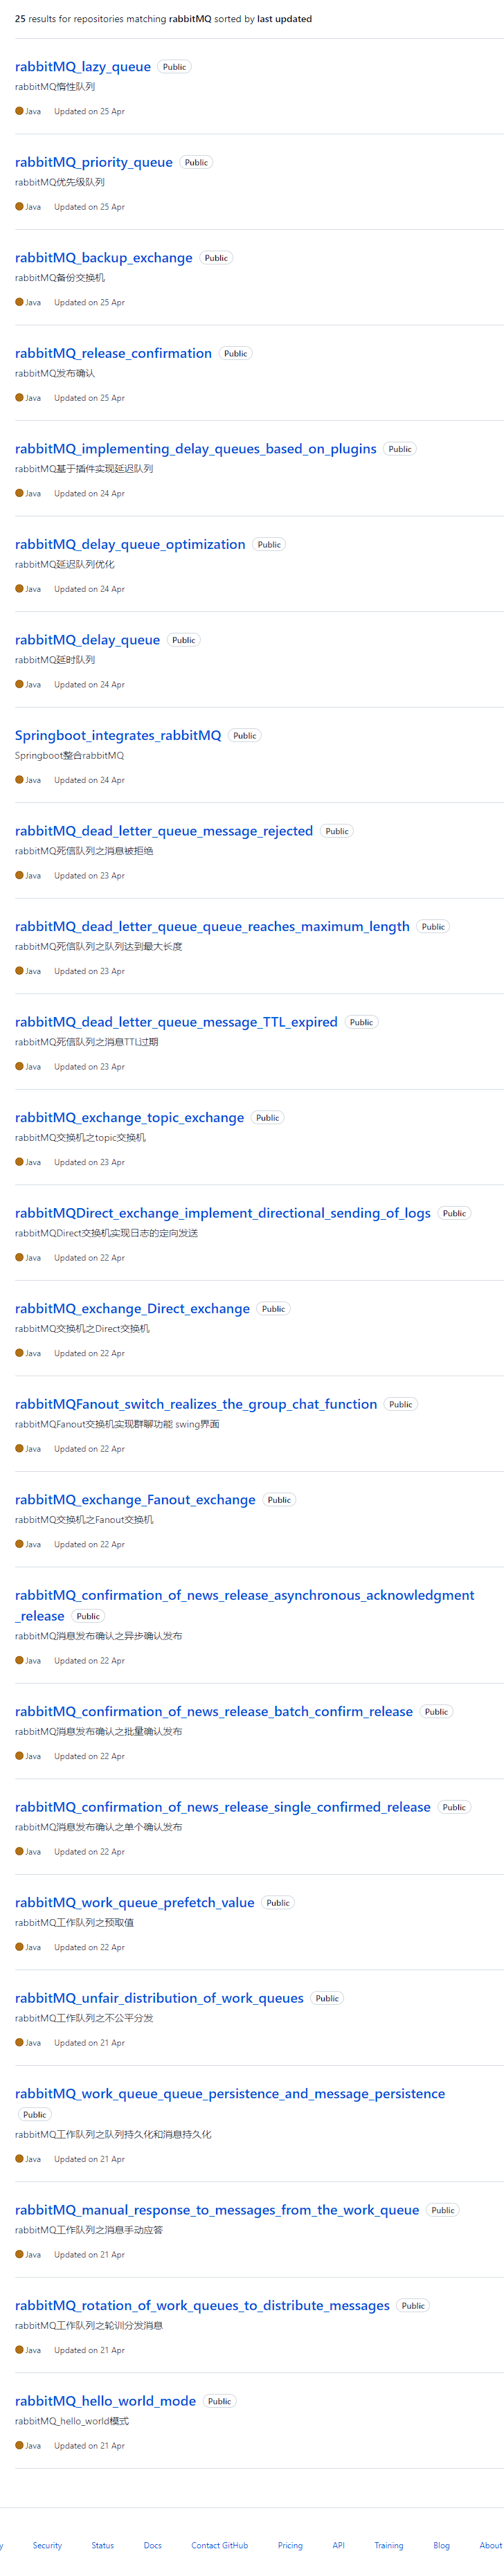 25 results for repositories matching rabbitMQ sorted by last updated
rabbitMQ_lazy_queue Public
rabbitMQ惰性队列
Java Updated on 25 Apr
rabbitMQ_priority_queue Public
rabbitMQ优先级队列
Java Updated on 25 Apr
rabbitMQ_backup_exchange Public
rabbitMQ备份交换机
Java Updated on 25 Apr
rabbitMQ_release_confirmation Public
rabbitMQ发布确认
Java Updated on 25 Apr
rabbitMQ_implementing_delay_queues_based_on_plugins Public
rabbitMQ基于插件实现延迟队列
Java Updated on 24 Apr
rabbitMQ_delay_queue_optimization Public
rabbitMQ延迟队列优化
Java Updated on 24 Apr
rabbitMQ_delay_queue Public
rabbitMQ延时队列
Java Updated on 24 Apr
Springboot_integrates_rabbitMQ Public
Springboot整合rabbitMQ
Java Updated on 24 Apr
rabbitMQ_dead_letter_queue_message_rejected Public
rabbitMQ死信队列之消息被拒绝
Java Updated on 23 Apr
rabbitMQ_dead_letter_queue_queue_reaches_maximum_length Public
rabbitMQ死信队列之队列达到最大长度
Java Updated on 23 Apr
rabbitMQ_dead_letter_queue_message_TTL_expired Public
rabbitMQ死信队列之消息TTL过期
Java Updated on 23 Apr
rabbitMQ_exchange_topic_exchange Public
rabbitMQ交换机之topic交换机
Java Updated on 23 Apr
rabbitMQDirect_exchange_implement_directional_sending_of_logs Public
rabbitMQDirect交换机实现日志的定向发送
Java Updated on 22 Apr
rabbitMQ_exchange_Direct_exchange Public
rabbitMQ交换机之Direct交换机
Java Updated on 22 Apr
rabbitMQFanout_switch_realizes_the_group_chat_function Public
rabbitMQFanout交换机实现群聊功能 swing界面
Java Updated on 22 Apr
rabbitMQ_exchange_Fanout_exchange Public
rabbitMQ交换机之Fanout交换机
Java Updated on 22 Apr
rabbitMQ_confirmation_of_news_release_asynchronous_acknowledgment
_release Public
rabbitMQ消息发布确认之异步确认发布
Java Updated on 22 Apr
rabbitMQ_confirmation_of_news_release_batch_confirm_release Public
rabbitMQ消息发布确认之批量确认发布
Java Updated on 22 Apr
rabbitMQ_confirmation_of_news_release_single_confirmed_release Public
rabbitMQ消息发布确认之单个确认发布
Java Updated on 22 Apr
rabbitMQ_work_queue_prefetch_value Public
rabbitMQ工作队列之预取值
Java Updated on 22 Apr
rabbitMQ_unfair_distribution_of_work_queues Public
rabbitMQ工作队列之不公平分发
Java Updated on 21 Apr
rabbitMQ_work_queue_queue_persistence_and_message_persistence
Public
rabbitMQ工作队列之队列持久化和消息持久化
Java Updated on 21 Apr
rabbitMQ_manual_response_to_messages_from_the_work_queue Public
rabbitMQ工作队列之消息手动应答
Java Updated on 21 Apr
rabbitMQ_rotation_of_work_queues_to_distribute_messages Public
rabbitMQ工作队列之轮训分发消息
Java Updated on 21 Apr
rabbitMQ_hello_world_mode Public
rabbitMQ_hello_world模式
Java Updated on 21 Apr
y Security Status Docs Contact GitHub Pricing API Training Blog About